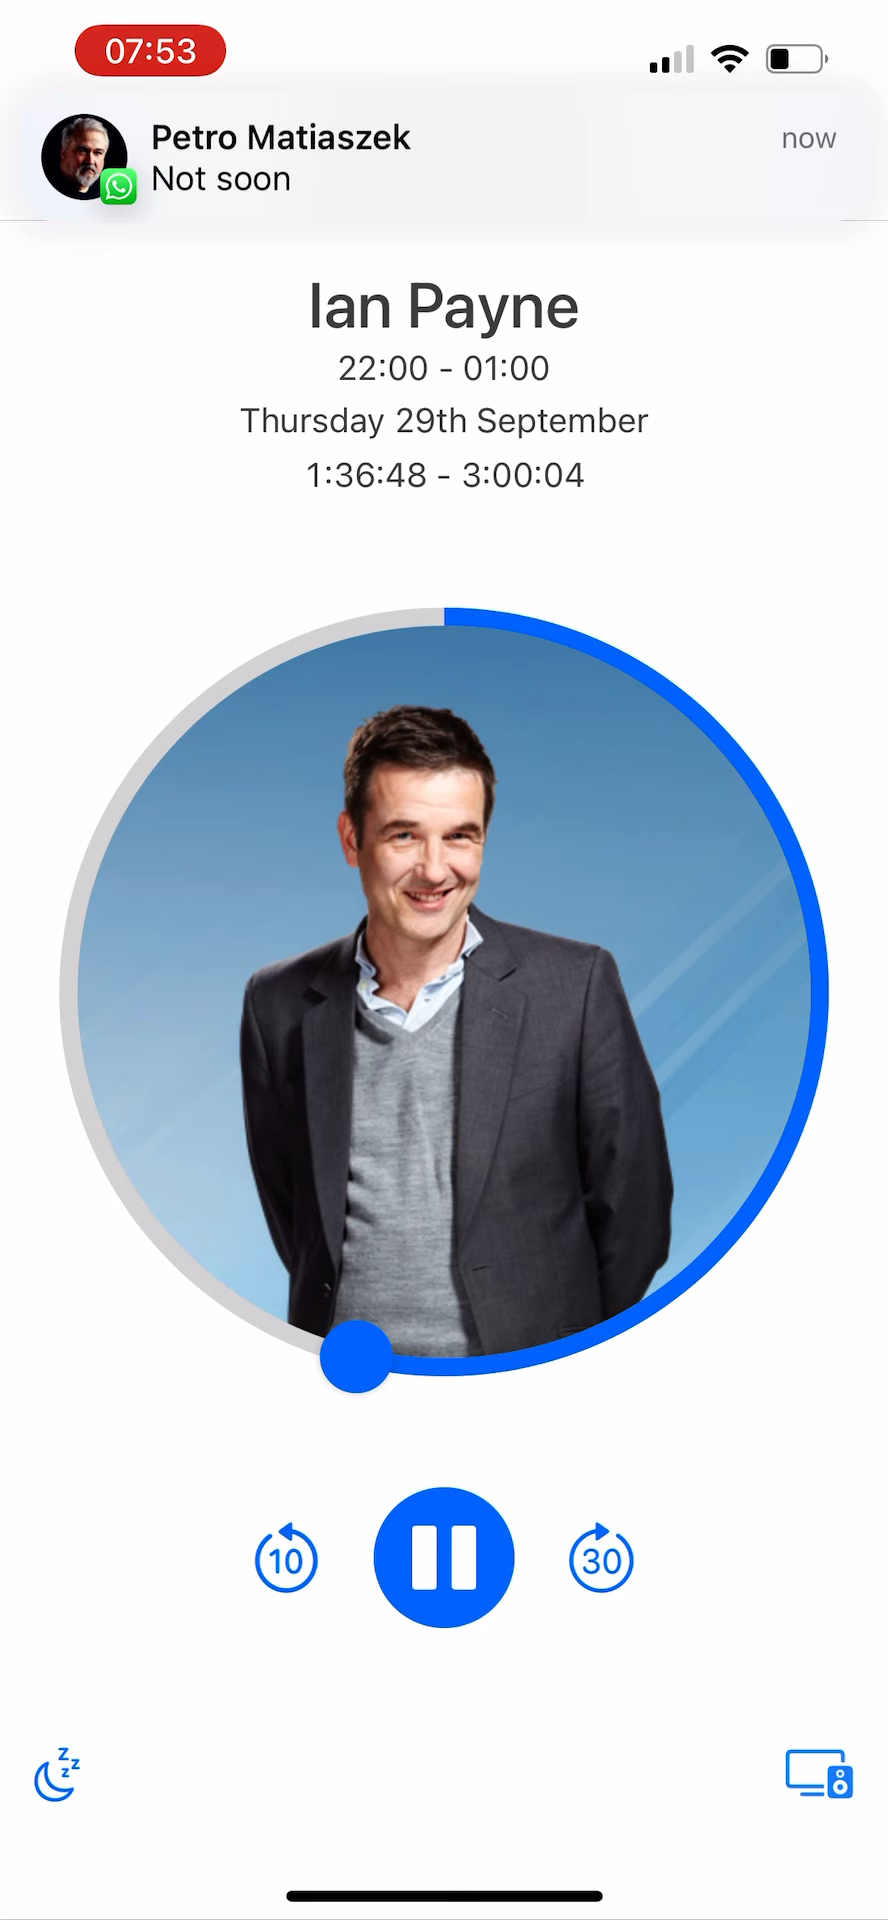 07:53
Petro Matiaszek
now
Not soon
Ian Payne
22:00 - 01:00
Thursday 29th September
1:36:48 - 3:00:04
10
30
z z z